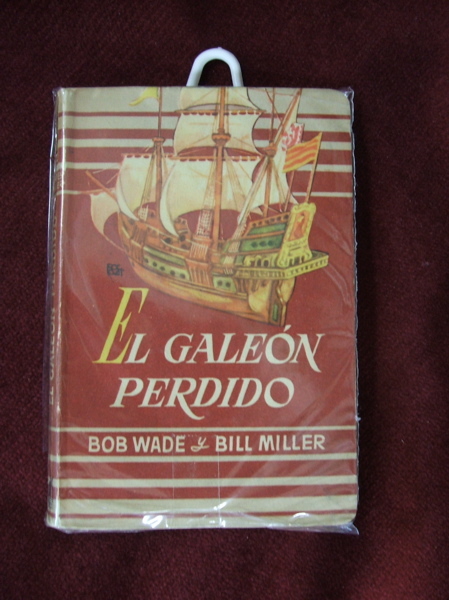 EL GALEÓN
PERDIDO
BOB WADE y BILL MILLER